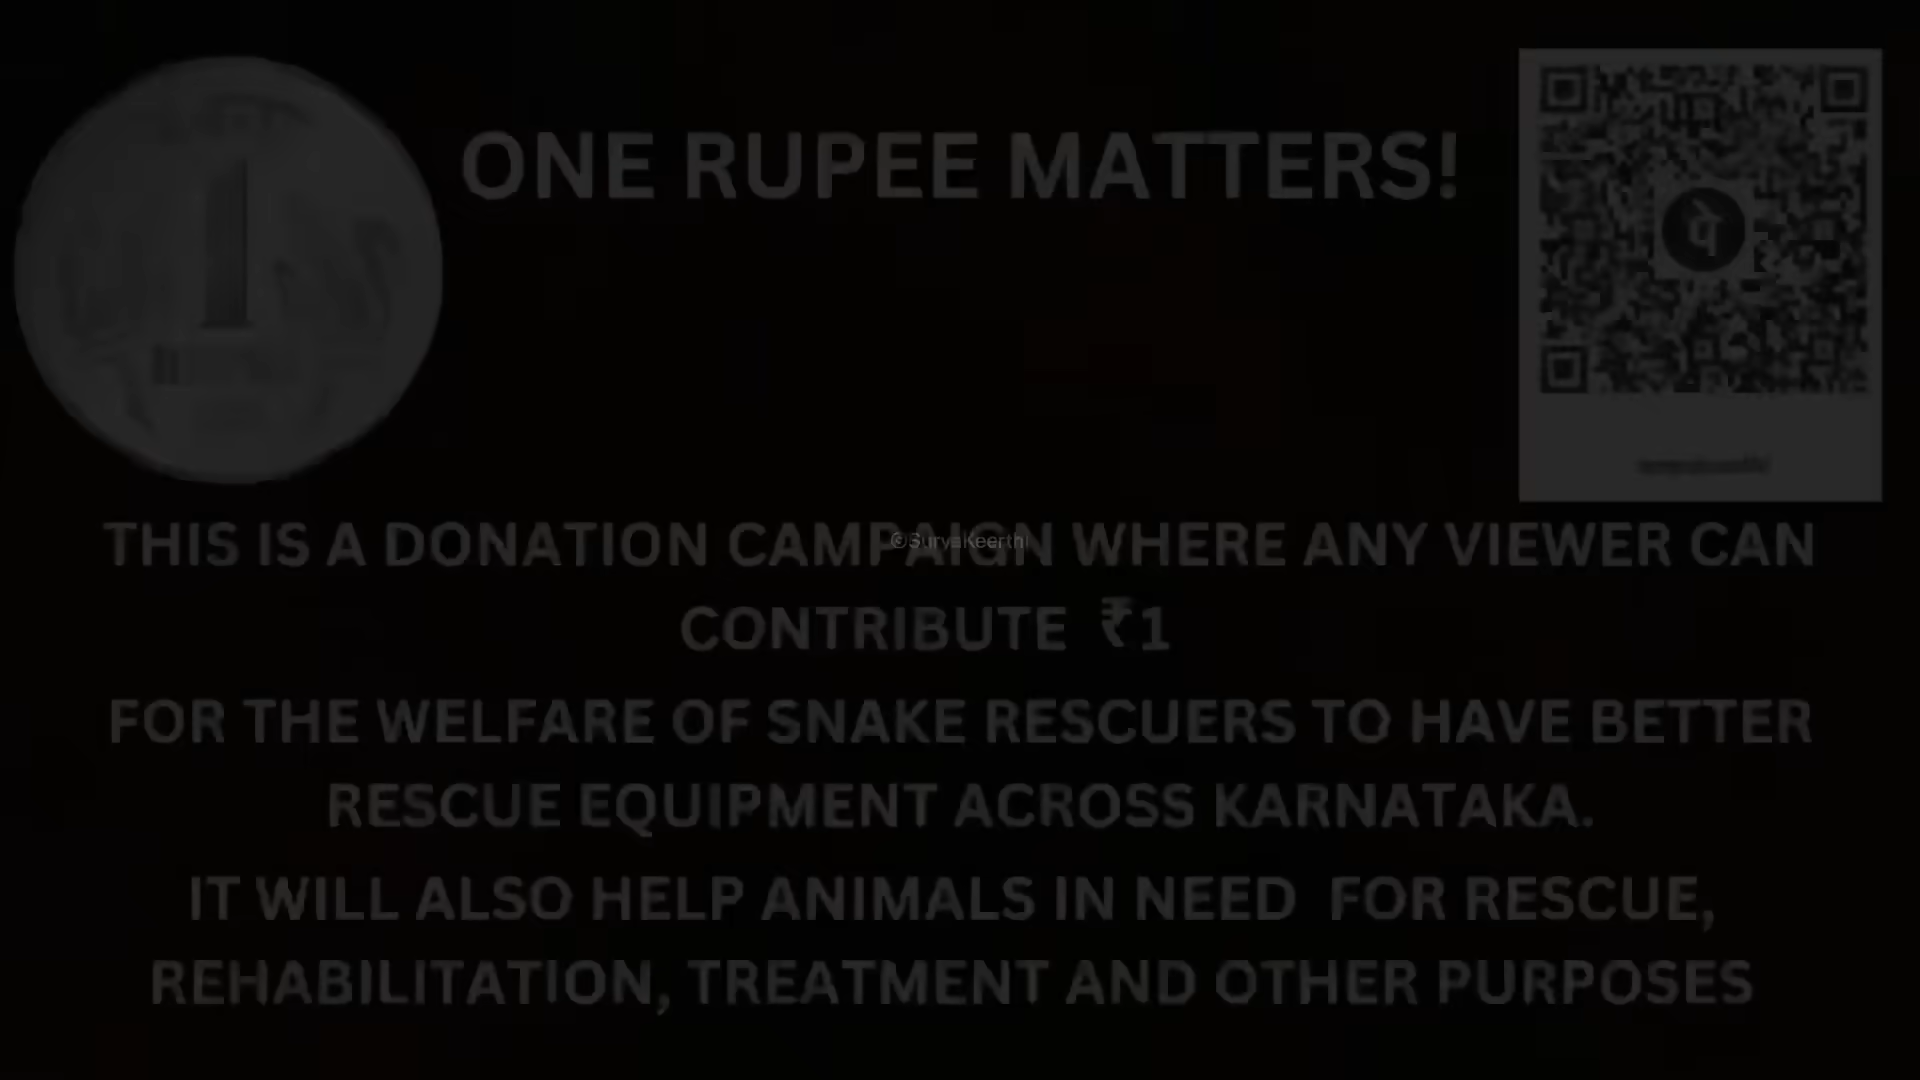 ONE RUPEE MATTERS!
1
पे
THIS IS A DONATION CAMPAIGN WHERE ANY VIEWER CAN
©SuryaKeerthi
CONTRIBUTE ₹1
FOR THE WELFARE OF SNAKE RESCUERS TO HAVE BETTER
RESCUE EQUIPMENT ACROSS KARNATAKA.
IT WILL ALSO HELP ANIMALS IN NEED FOR RESCUE,
REHABILITATION, TREATMENT AND OTHER PURPOSES